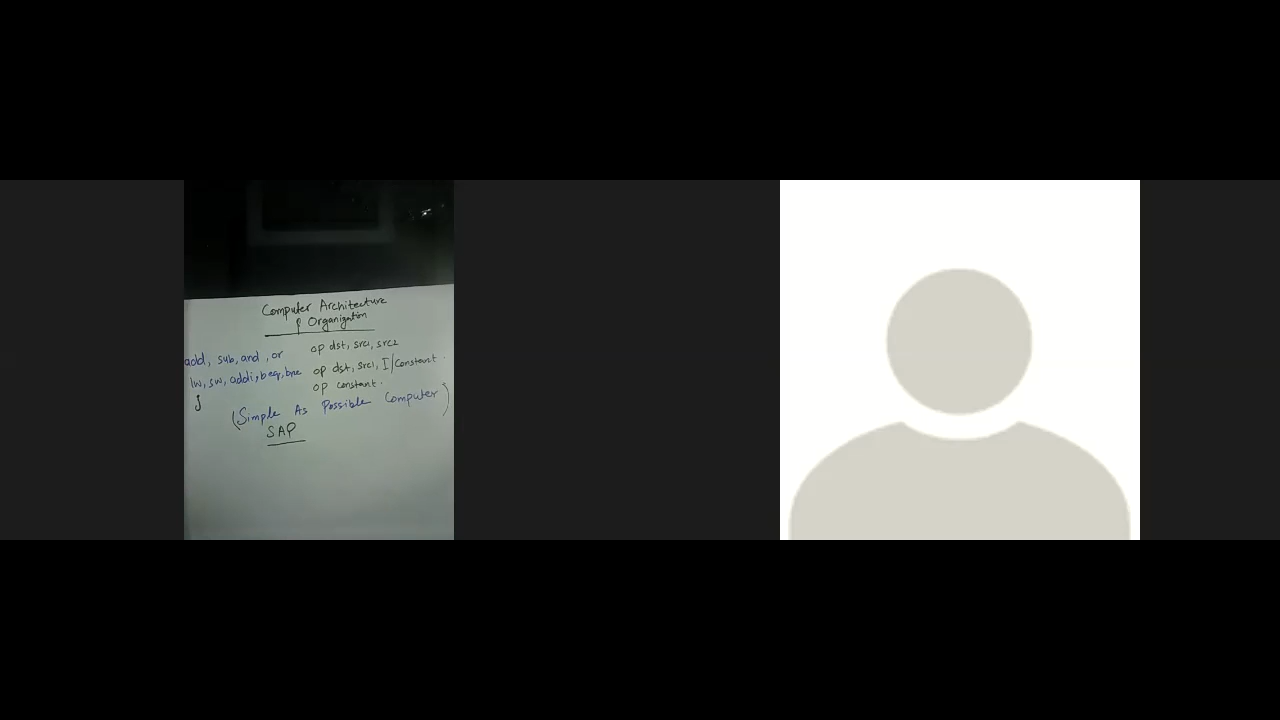 Computer Architecture
& Organization
add, sub, and, or op dst, src1, src2
lw, sw, addi, beq, bne op dst, src1, I/Constant.
j op constant.
(Simple As Possible Computer)
SAP